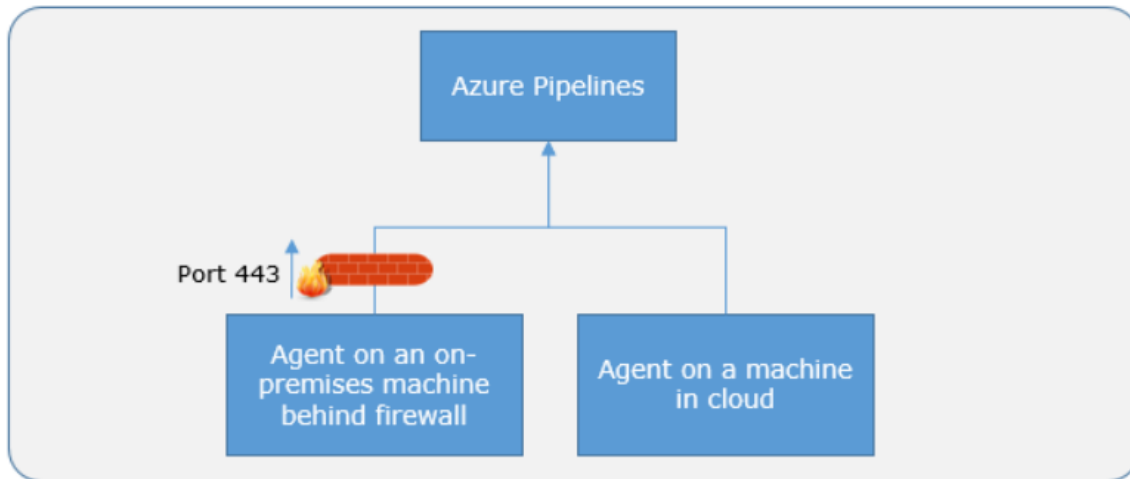 Azure Pipelines
Port 443
Agent on an on-
premises machine
behind firewall
Agent on a machine
in cloud